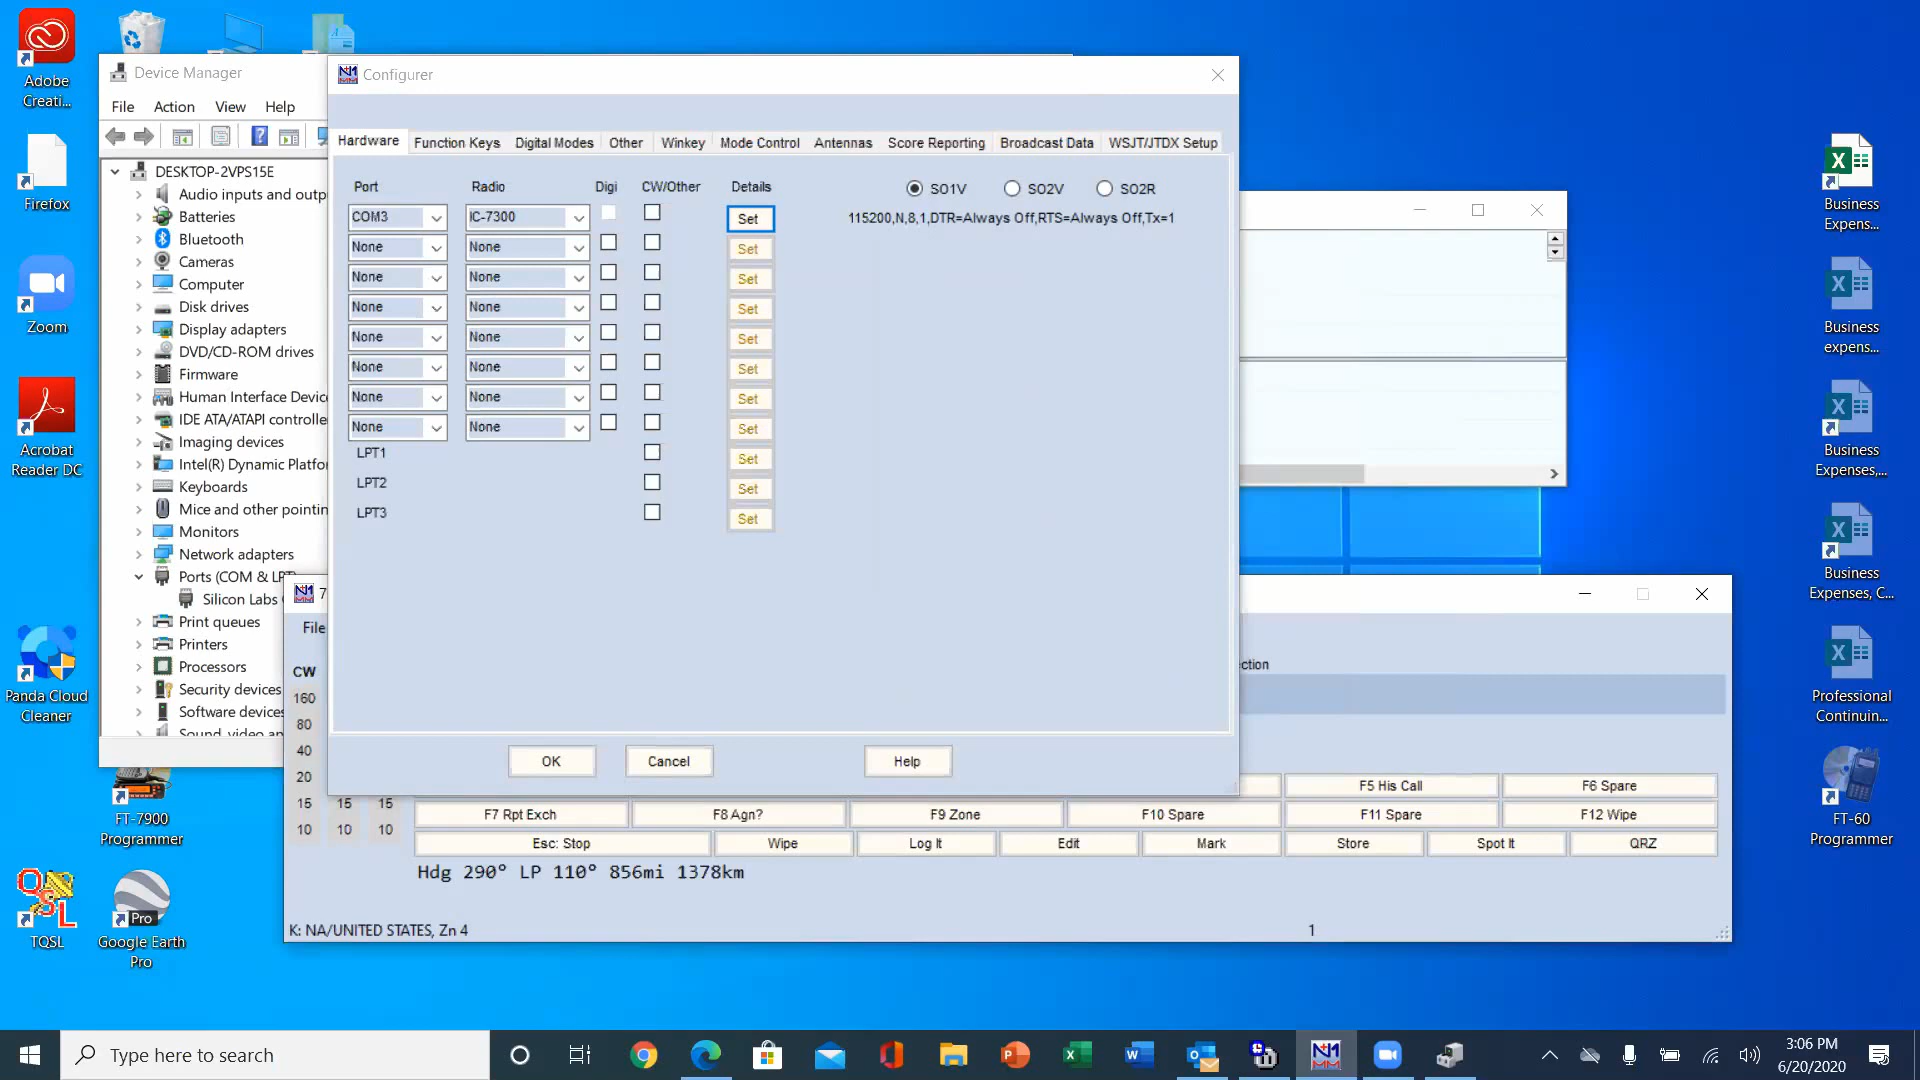 Adobe
Creati...
Firefox
Zoom
Acrobat
Reader DC
Panda Cloud
Cleaner
FT-7900
Programmer
TQSL
Google Earth
Pro
Pro
Device Manager
File Action View Help
DESKTOP-2VPS15E
Audio inputs and outp
Batteries
Bluetooth
Cameras
Computer
Disk drives
Display adapters
DVD/CD-ROM drives
Firmware
Human Interface Devic
IDE ATA/ATAPI controlle
Imaging devices
Intel(R) Dynamic Platfo
Keyboards
Mice and other pointin
Monitors
Network adapters
Ports (COM & LPT)
Silicon Labs
Print queues
Printers
Processors
Security devices
Software devices
Sound, video an
Configurer
Hardware Function Keys Digital Modes Other Winkey Mode Control Antennas Score Reporting Broadcast Data WSJT/JTDX Setup
Port Radio Digi CW/Other Details SO1V SO2V SO2R
COM3 IC-7300 Set 115200,N,8,1,DTR=Always Off,RTS=Always Off,Tx=1
None None Set
None None Set
None None Set
None None Set
None None Set
None None Set
None None Set
LPT1 Set
LPT2 Set
LPT3 Set
OK Cancel Help
7
File
ection
CW
160
80
40
20
15 15 15
10 10 10
F5 His Call F6 Spare
F7 Rpt Exch F8 Agn? F9 Zone F10 Spare F11 Spare F12 Wipe
Esc: Stop Wipe Log It Edit Mark Store Spot It QRZ
Hdg 290° LP 110° 856mi 1378km
K: NA/UNITED STATES, Zn 4 1
Business
Expens...
Business
expens...
Business
Expenses,...
Business
Expenses, C...
Professional
Continuin...
FT-60
Programmer
Type here to search
3:06 PM
6/20/2020